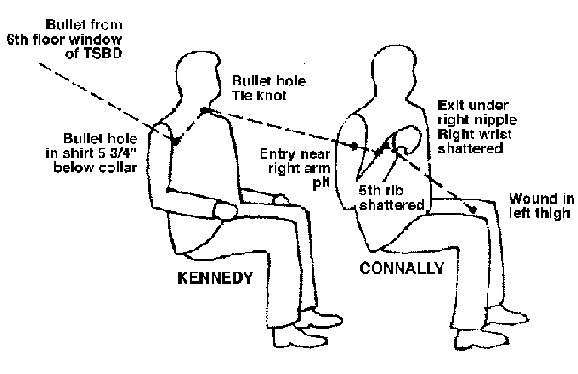 Bullet from
6th floor window
of TSBD
Bullet hole
Tie knot
Bullet hole
in shirt 5 3/4"
below collar
Entry near
right arm
pit
Exit under
right nipple
Right wrist
shattered
5th rib
shattered
Wound in
left thigh
KENNEDY
CONNALLY